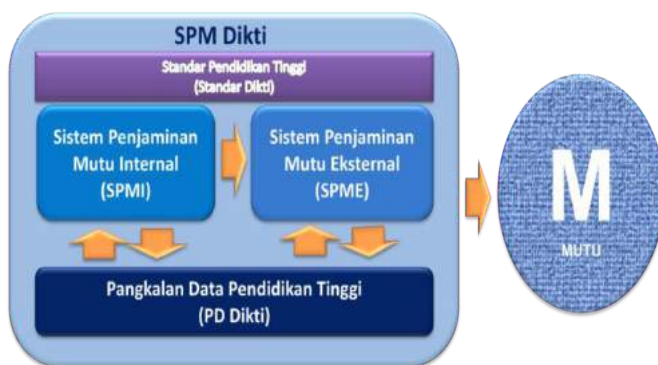 SPM Dikti
Standar Pendidikan Tinggi
(Standar Dikti)
Sistem Penjaminan
Mutu Internal
(SPMI)
Sistem Penjaminan
Mutu Eksternal
(SPME)
Pangkalan Data Pendidikan Tinggi
(PD Dikti)
M
MUTU